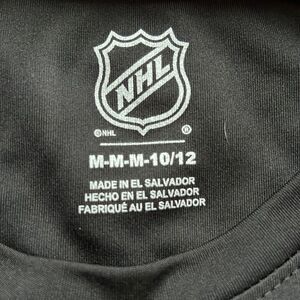 NHL
©NHL ®
M-M-M-10/12
MADE IN EL SALVADOR
HECHO EN EL SALVADOR
FABRIQUÉ AU EL SALVADOR